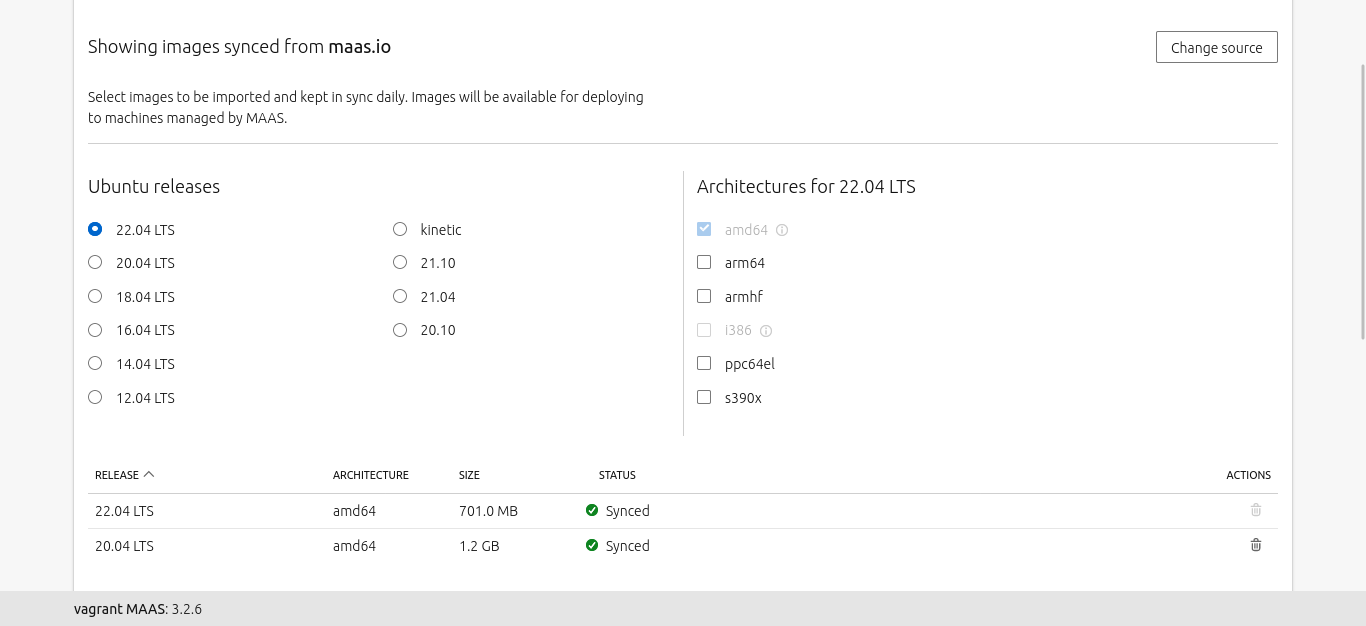 Showing images synced from maas.io
Change source
Select images to be imported and kept in sync daily. Images will be available for deploying
to machines managed by MAAS.
Ubuntu releases
22.04 LTS
20.04 LTS
18.04 LTS
16.04 LTS
14.04 LTS
12.04 LTS
kinetic
21.10
21.04
20.10
Architectures for 22.04 LTS
amd64
arm64
armhf
i386
ppc64el
s390x
RELEASE ARCHITECTURE SIZE STATUS ACTIONS
22.04 LTS amd64 701.0 MB Synced
20.04 LTS amd64 1.2 GB Synced
vagrant MAAS: 3.2.6